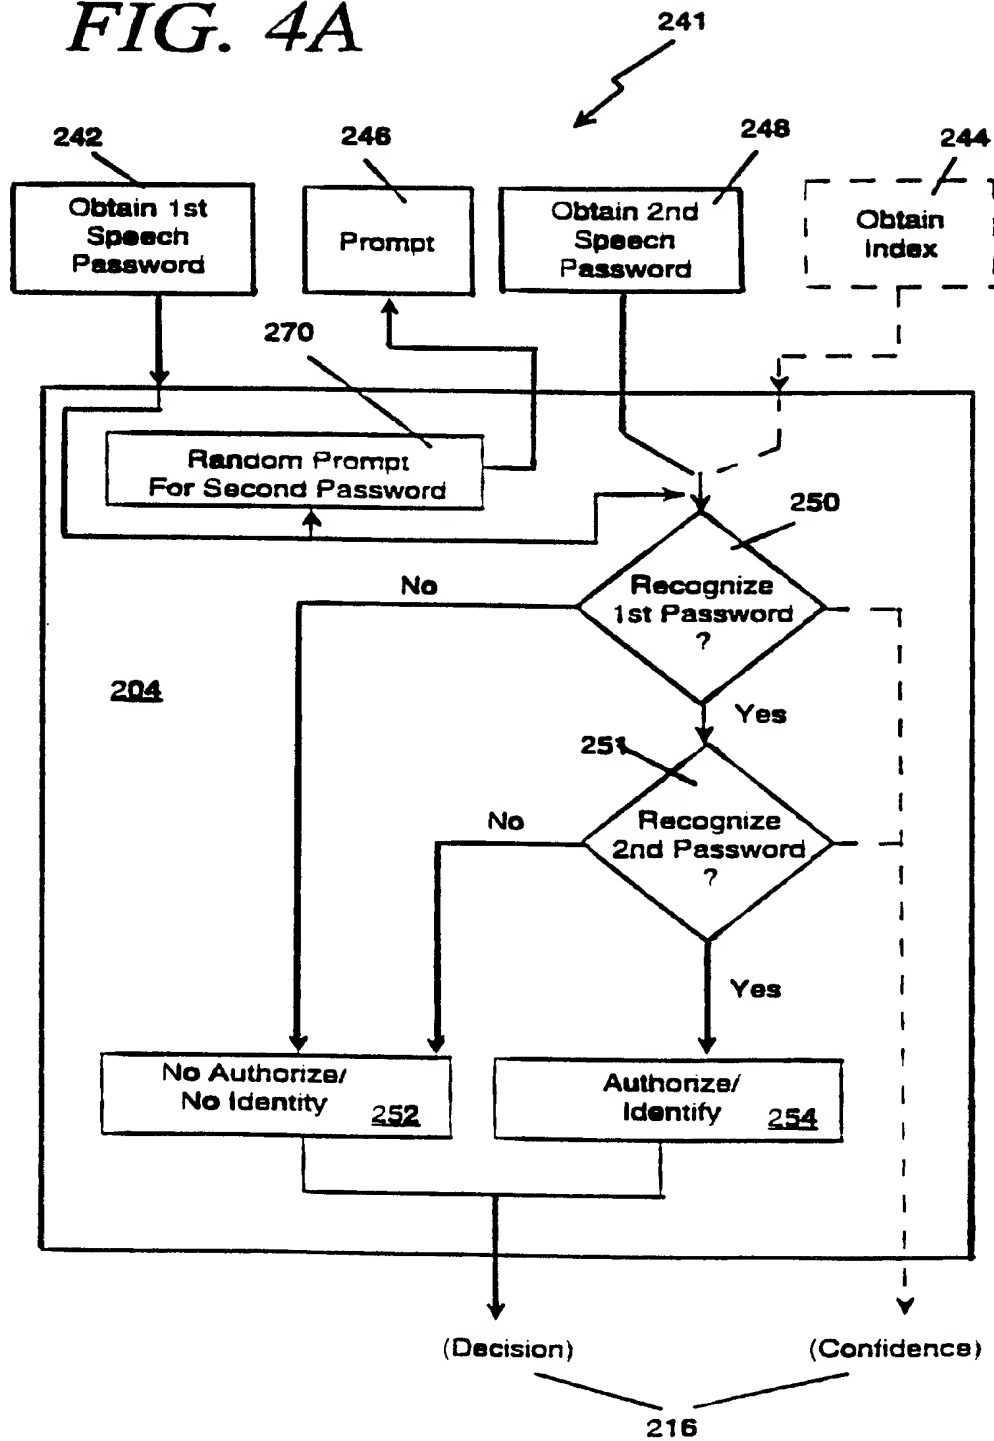 FIG. 4A
241
242
246
248
244
Obtain 1st
Speech
Password
Prompt
Obtain 2nd
Speech
Password
Obtain
Index
270
Random Prompt
For Second Password
250
No
Recognize
1st Password
?
204
Yes
251
No
Recognize
2nd Password
?
Yes
No Authorize/
No Identity
252
Authorize/
Identify
254
(Decision)
(Confidence)
216